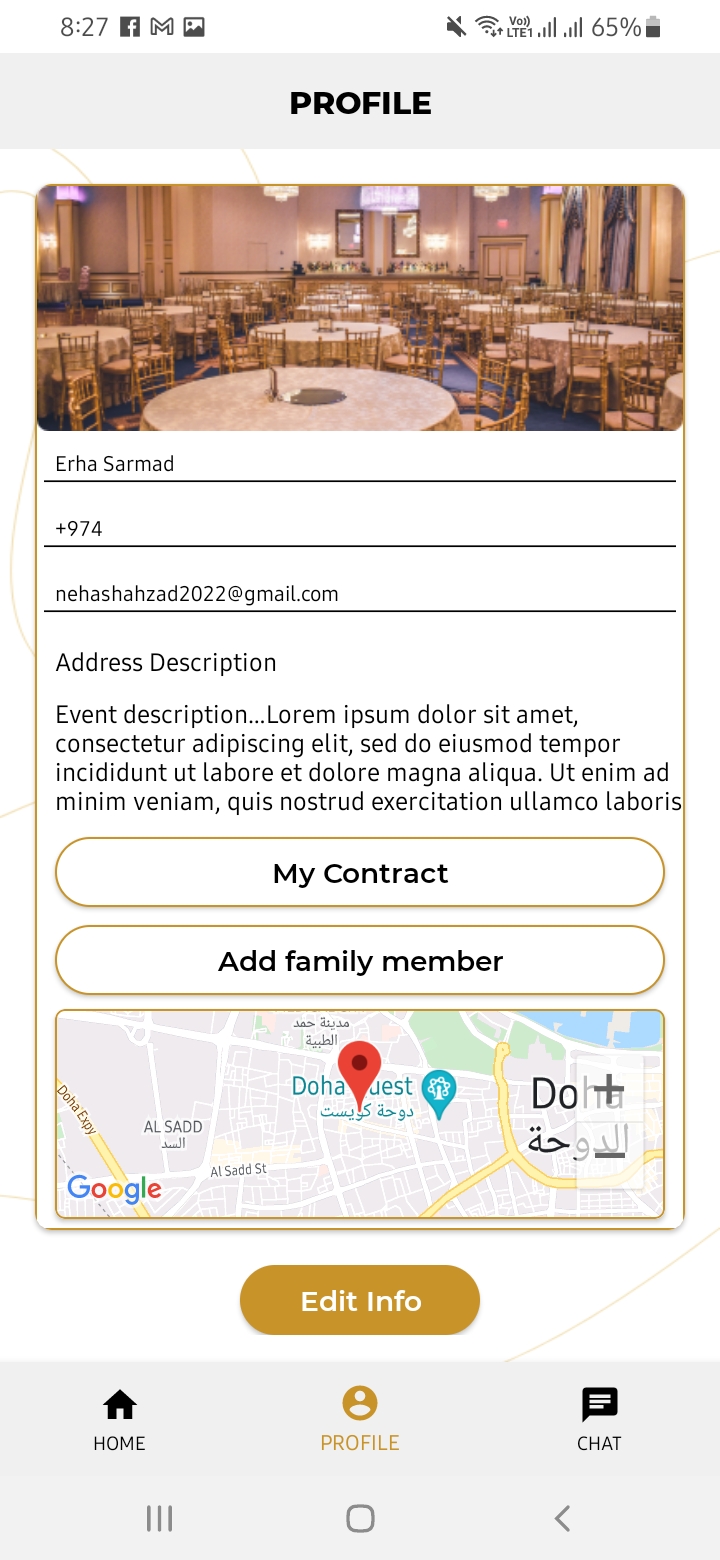 8:27
Vo)
LTE1
65%
PROFILE
Erha Sarmad
+974
nehashahzad2022@gmail.com
Address Description
Event description...Lorem ipsum dolor sit amet,
consectetur adipiscing elit, sed do eiusmod tempor
incididunt ut labore et dolore magna aliqua. Ut enim ad
minim veniam, quis nostrud exercitation ullamco laboris
My Contract
Add family member
مدينة حمد
الطبية
Doha Quest
دوحة كويست
Doha
الدوحة
Doha Expy
AL SADD
السد
Al Sadd St
Google
Edit Info
HOME
PROFILE
CHAT